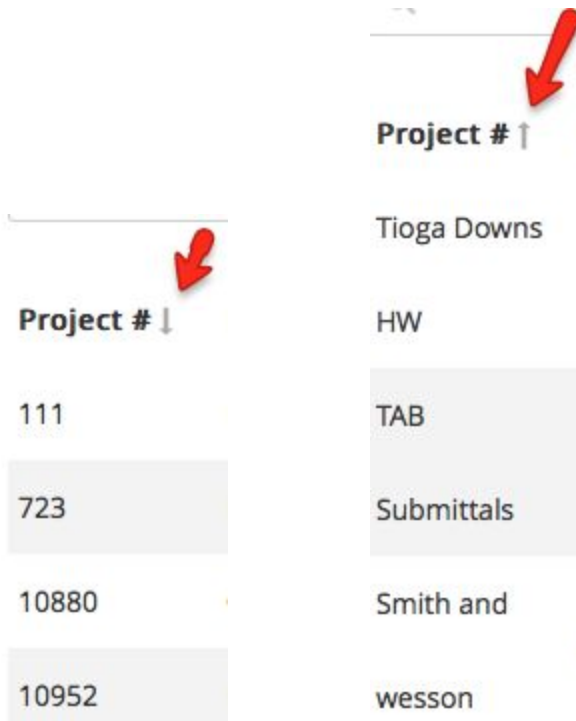 Project #
111
723
10880
10952
Project #
Tioga Downs
HW
TAB
Submittals
Smith and
wesson